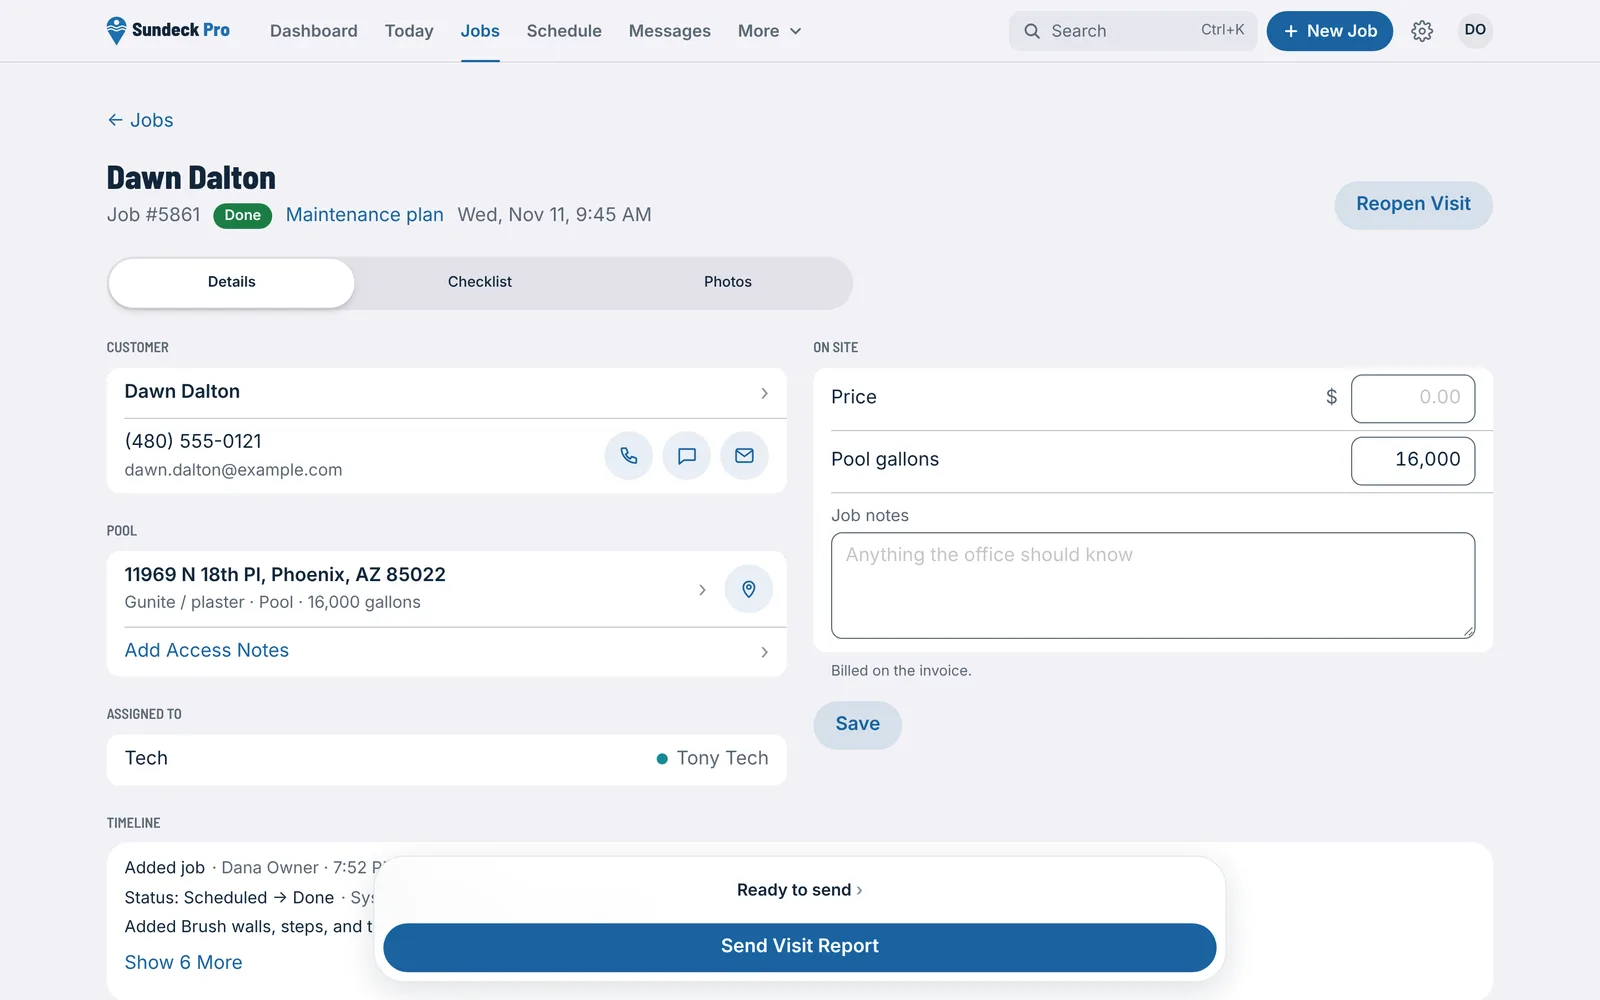 Sundeck Pro
Dashboard Today Jobs Schedule Messages More
Search Ctrl+K
+ New Job
DO
← Jobs
Dawn Dalton
Job #5861 Done Maintenance plan Wed, Nov 11, 9:45 AM
Reopen Visit
Details Checklist Photos
CUSTOMER
Dawn Dalton
(480) 555-0121
dawn.dalton@example.com
POOL
11969 N 18th Pl, Phoenix, AZ 85022
Gunite / plaster · Pool · 16,000 gallons
Add Access Notes
ASSIGNED TO
Tech Tony Tech
ON SITE
Price $ 0.00
Pool gallons 16,000
Job notes
Anything the office should know
Billed on the invoice.
Save
TIMELINE
Added job · Dana Owner · 7:52
Status: Scheduled → Done ·
Added Brush walls, steps, and
Show 6 More
Ready to send ›
Send Visit Report